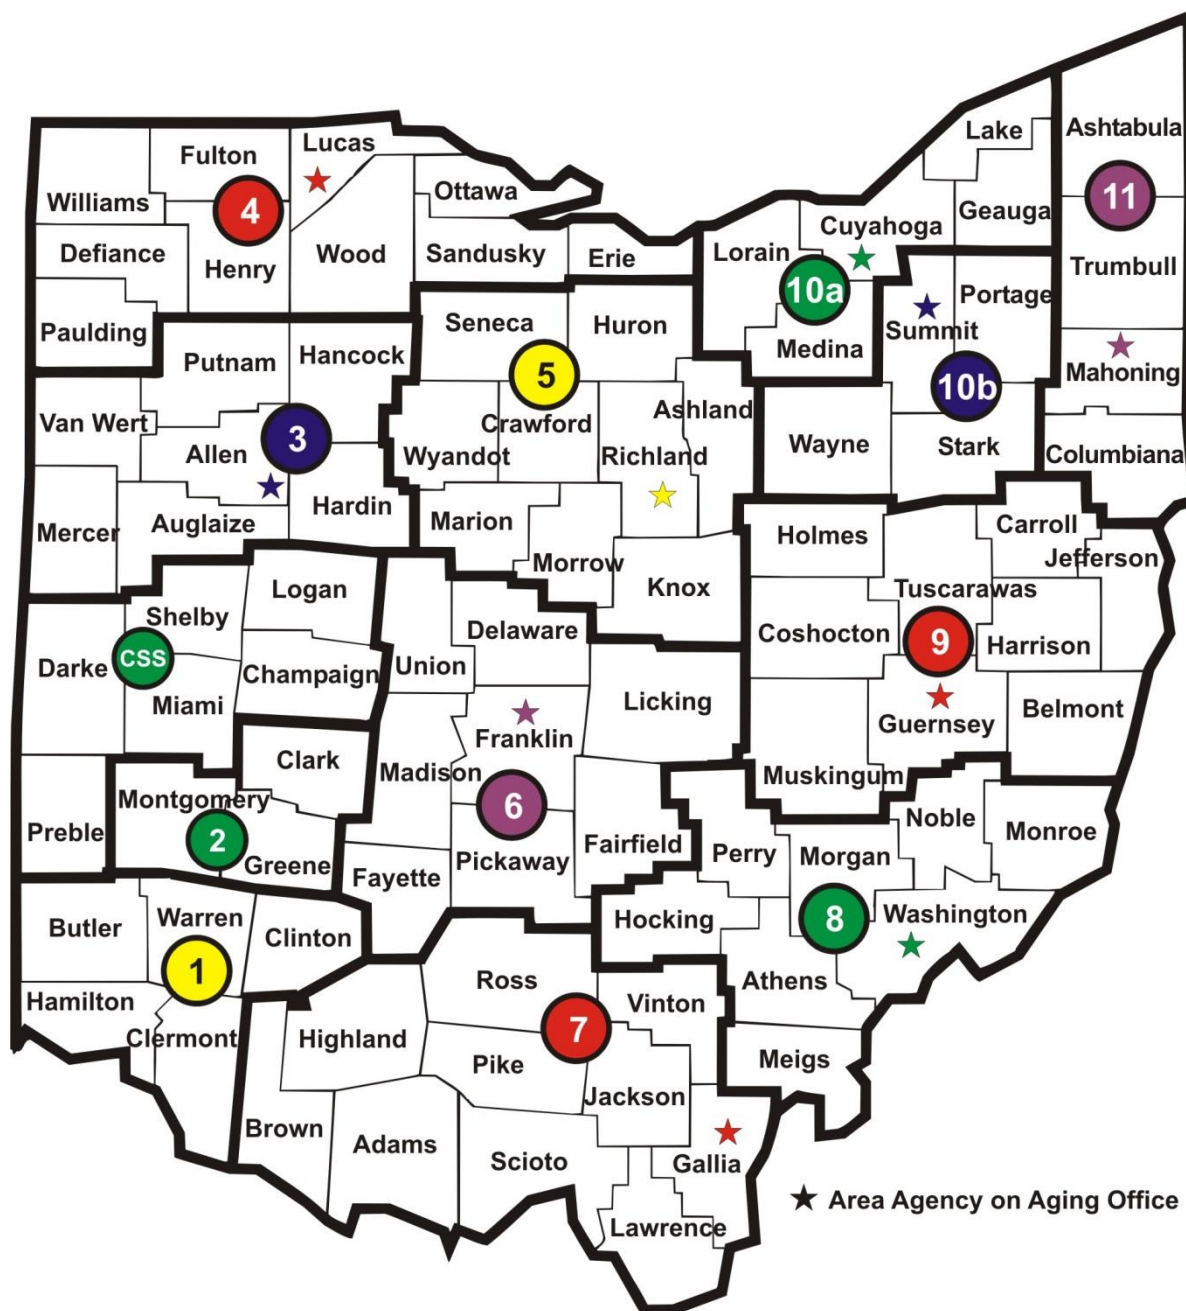 Lake
Ashtabula
Lucas
Fulton
Ottawa
Williams
4
11
Geauga
Cuyahoga
Defiance
Henry
Wood
Sandusky
Erie
Lorain
10a
Trumbull
Portage
Paulding
Seneca
Huron
Summit
Medina
Putnam
Hancock
5
Mahoning
10b
Van Wert
3
Ashland
Crawford
Allen
Wyandot
Richland
Wayne
Stark
Columbiana
Mercer
Auglaize
Hardin
Marion
Holmes
Carroll
Morrow
Jefferson
Logan
Knox
Tuscarawas
Shelby
Delaware
Coshocton
9
Harrison
Darke
CSS
Union
Champaign
Miami
Licking
Guernsey
Belmont
Franklin
Clark
Madison
Muskingum
Montgomery
6
Noble
Preble
2
Monroe
Greene
Pickaway
Fairfield
Perry
Morgan
Fayette
Butler
Warren
Clinton
Hocking
8
Washington
1
Ross
Athens
Hamilton
Vinton
Clermont
Highland
7
Pike
Meigs
Jackson
Brown
Adams
Scioto
Gallia
Area Agency on Aging Office
Lawrence